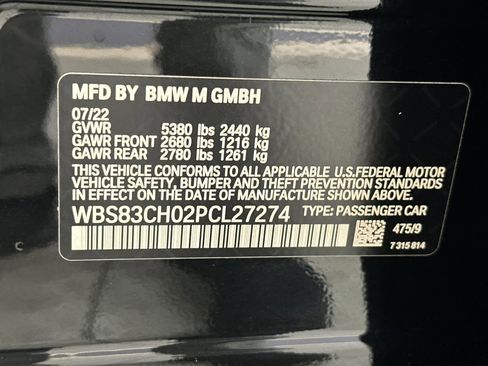 MFD BY BMW M GMBH
07/22
GVWR 5380 lbs 2440 kg
GAWR FRONT 2680 lbs 1216 kg
GAWR REAR 2780 lbs 1261 kg
THIS VEHICLE CONFORMS TO ALL APPLICABLE U.S.FEDERAL MOTOR
VEHICLE SAFETY, BUMPER AND THEFT PREVENTION STANDARDS
IN EFFECT ON THE DATE OF MANUFACTURE SHOWN ABOVE.
WBS83CH02PCL27274 TYPE: PASSENGER CAR
475/9
7 315 814